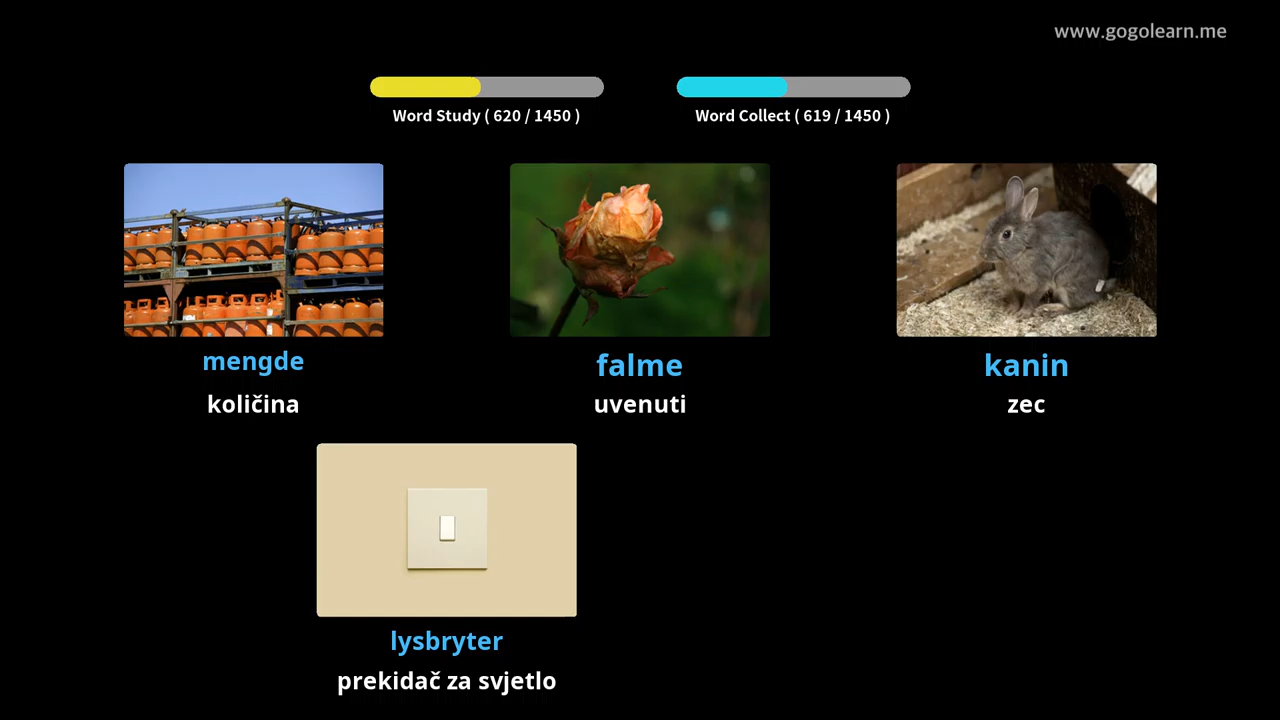 www.gogolearn.me
Word Study ( 620 / 1450 )
Word Collect ( 619 / 1450 )
mengde
falme
kanin
količina
uvenuti
zec
lysbryter
prekidač za svjetlo